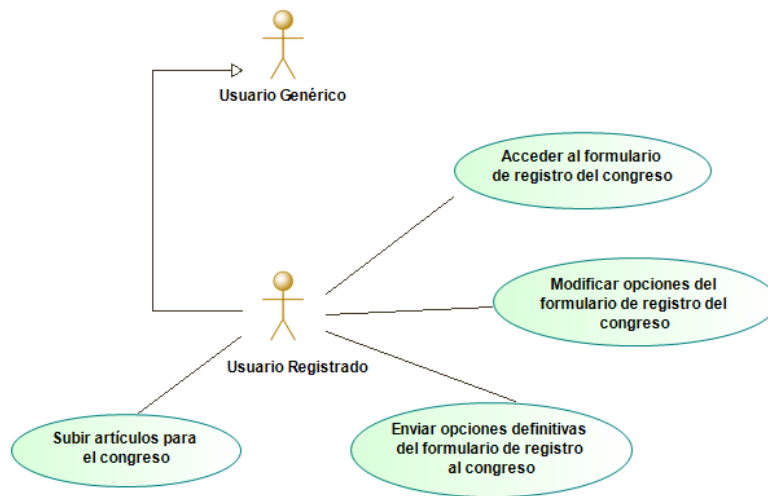 Usuario Genérico
Acceder al formulario
de registro del congreso
Modificar opciones del
formulario de registro del
congreso
Usuario Registrado
Subir artículos para
el congreso
Enviar opciones definitivas
del formulario de registro
al congreso